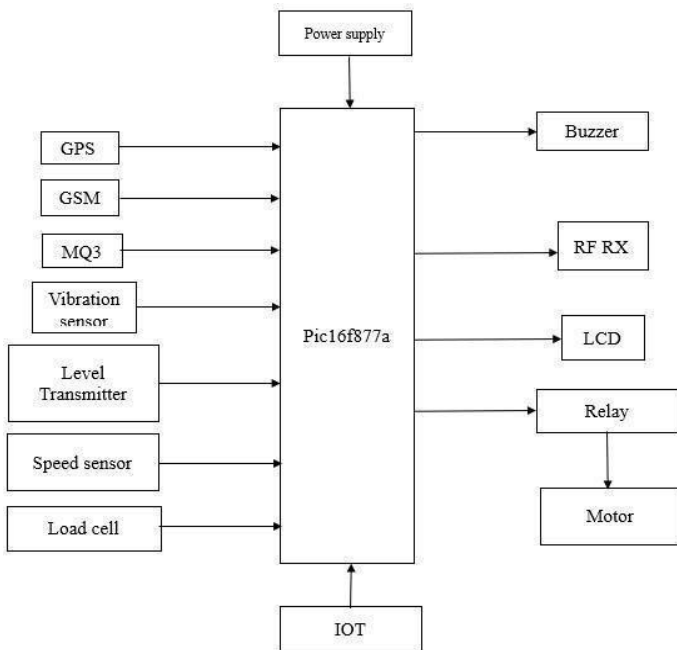 Power supply
GPS
GSM
MQ3
Vibration
sensor
Level
Transmitter
Speed sensor
Load cell
Pic16f877a
Buzzer
RF RX
LCD
Relay
Motor
IOT